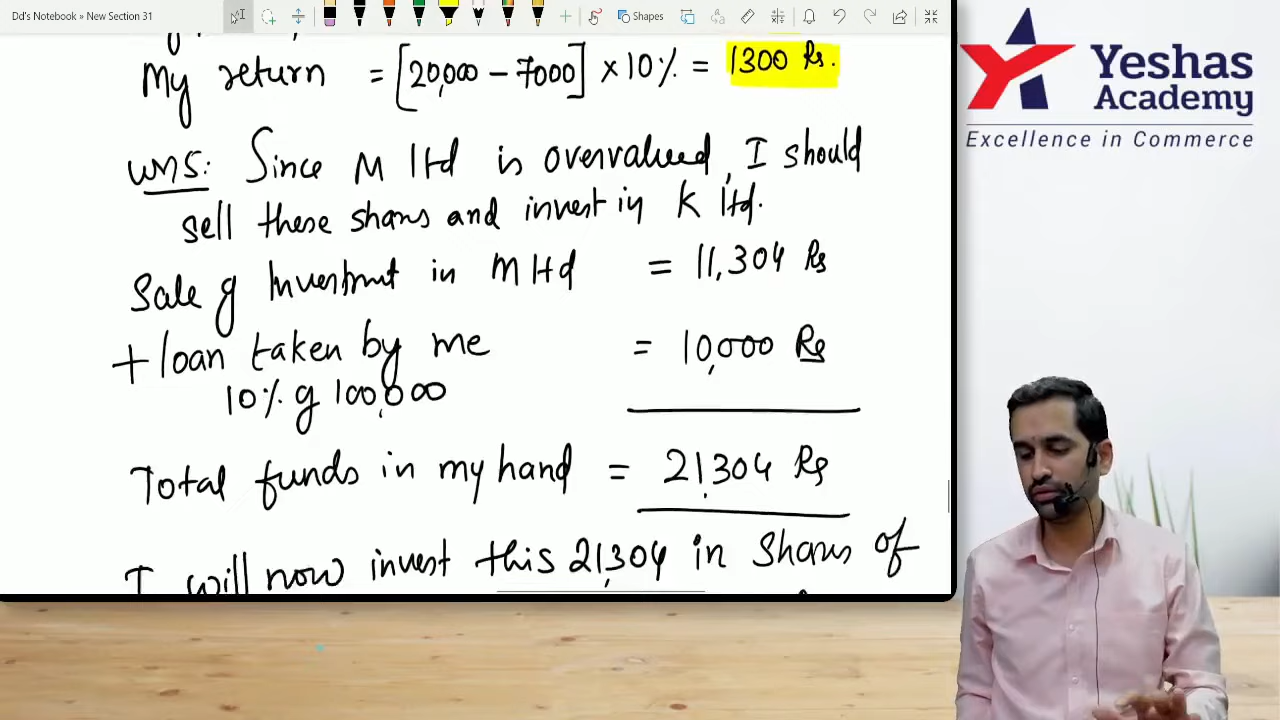 Dd's Notebook » New Section 31
Shapes
My return = [20,000 – 7000] × 10% = 1300 Rs.
WN5: Since M ltd is overvalued, I should
sell these shares and invest in K ltd.
Sale of Investment in M ltd = 11,304 Rs
+ loan taken by me = 10,000 Rs
10% of 100,000
Total funds in my hand = 21,304 Rs
I will now invest this 21,304 in shares of
Yeshas
Academy
Excellence in Commerce